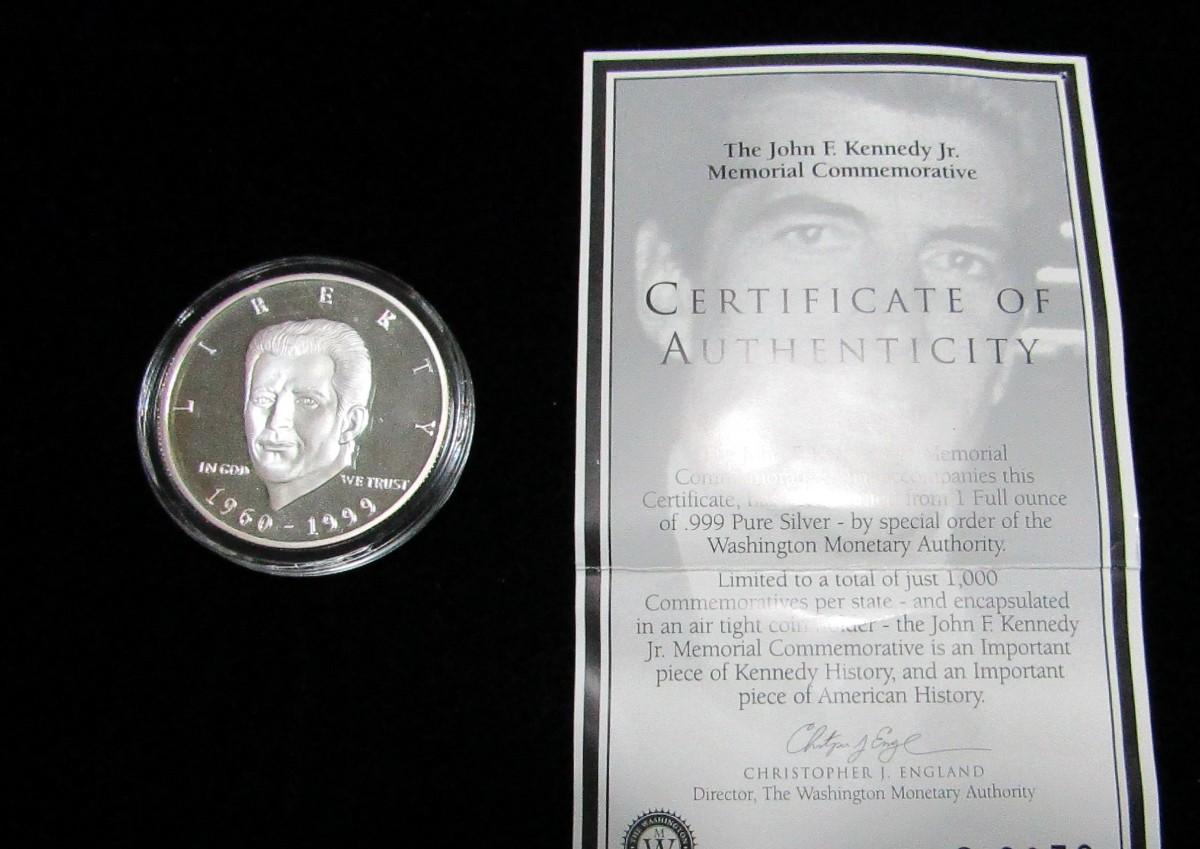 LIBERTY
IN GOD WE TRUST
1960 - 1999
The John F. Kennedy Jr.
Memorial Commemorative
CERTIFICATE OF
AUTHENTICITY
Memorial
accompanies this
Certificate, from 1 Full ounce
of .999 Pure Silver - by special order of the
Washington Monetary Authority.
Limited to a total of just 1,000
Commemoratives per state - and encapsulated
in an air tight coin holder - the John F. Kennedy
Jr. Memorial Commemorative is an Important
piece of Kennedy History, and an Important
piece of American History.
CHRISTOPHER J. ENGLAND
Director, The Washington Monetary Authority
THE WASHINGTON
M
W